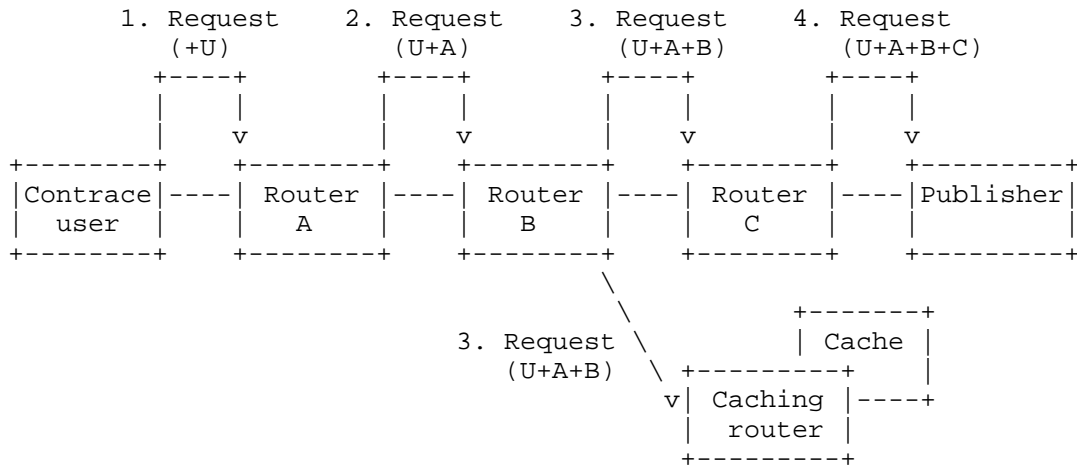 1. Request 2. Request 3. Request 4. Request
(+U) (U+A) (U+A+B) (U+A+B+C)
v v v v
Contrace Router Router Router Publisher
user A B C
Cache
3. Request
(U+A+B)
v Caching
router